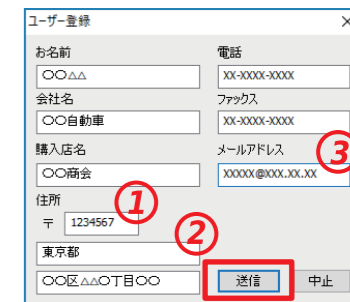 ユーザー登録
お名前
〇〇△△
会社名
〇〇自動車
購入店名
〇〇商会
住所
〒 1234567
東京都
〇〇区△△〇丁目〇〇
電話
XX-XXXX-XXXX
ファックス
XX-XXXX-XXXX
メールアドレス
XXXXX@XXX.XX.XX
送信 中止
1
2
3